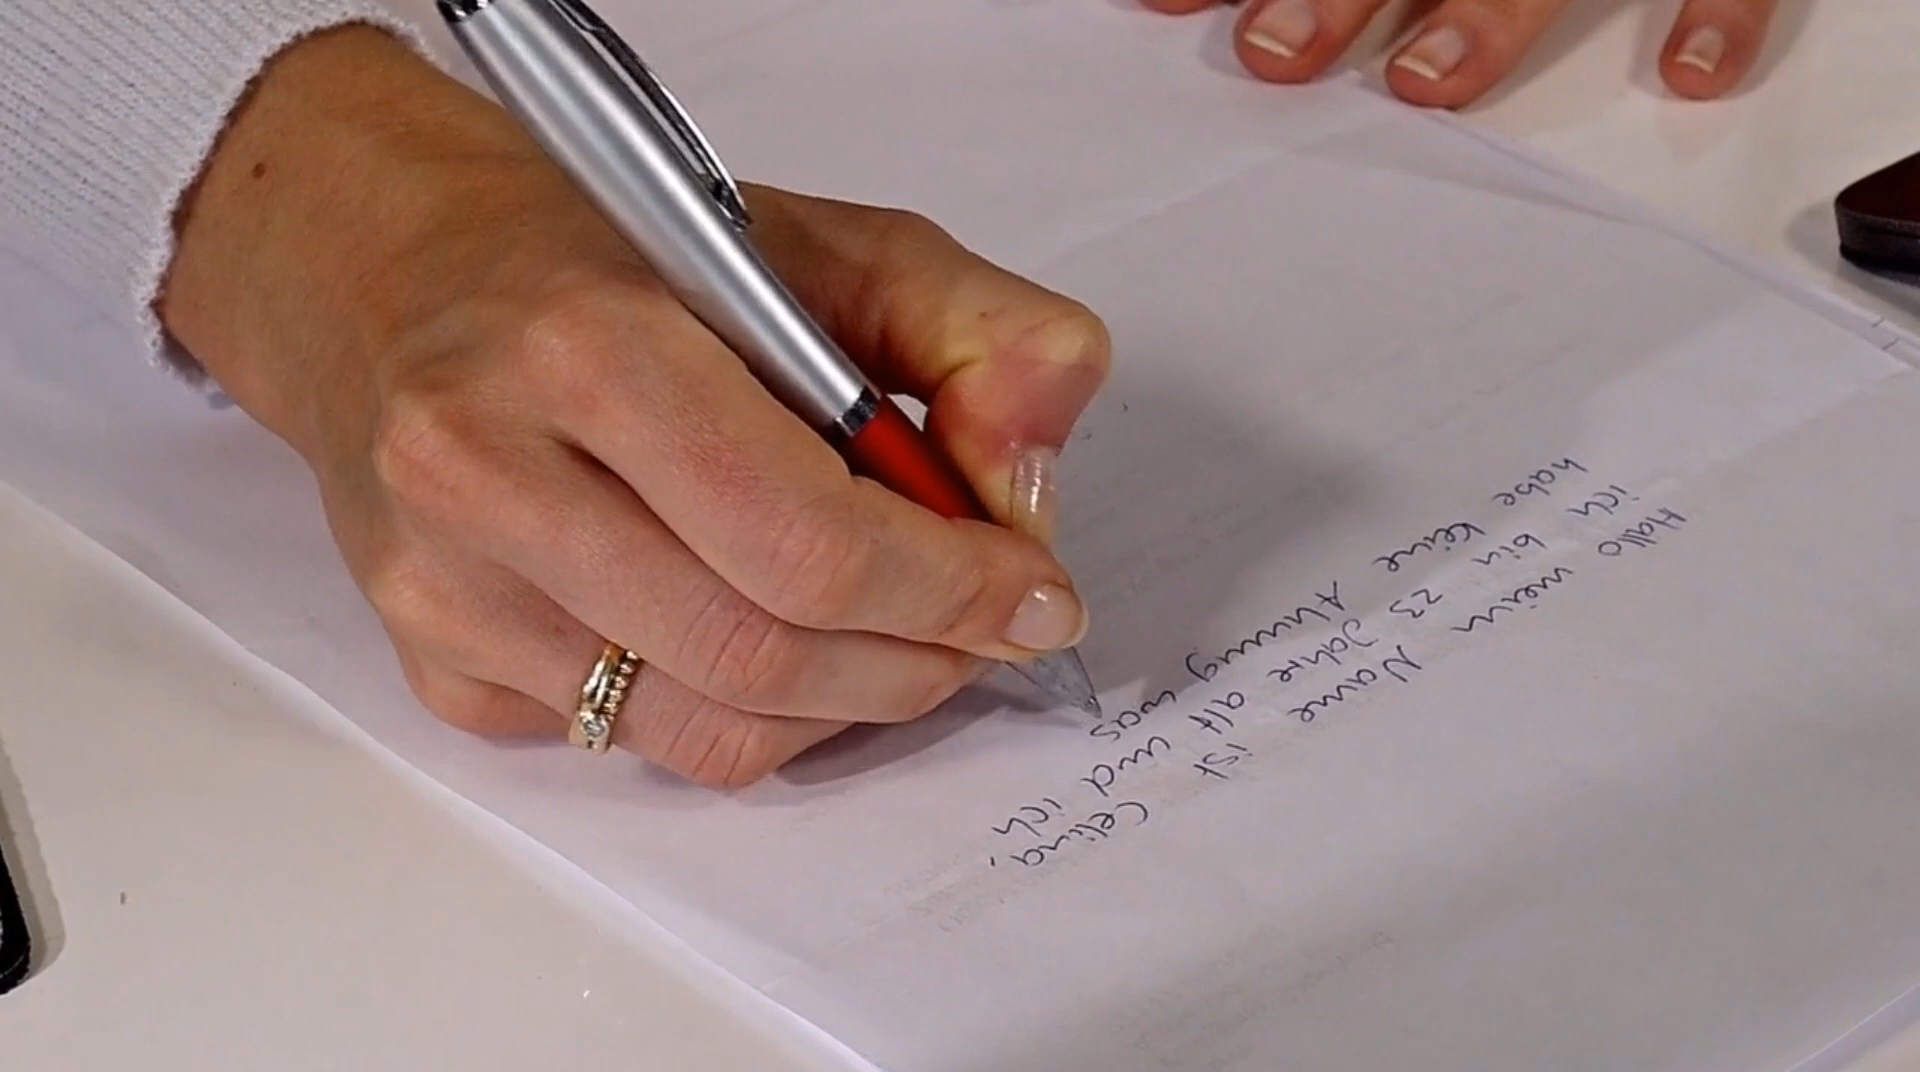 Hallo mein Name ist Celina,
ich bin 23 Jahre alt und ich
habe keine Ahnung was